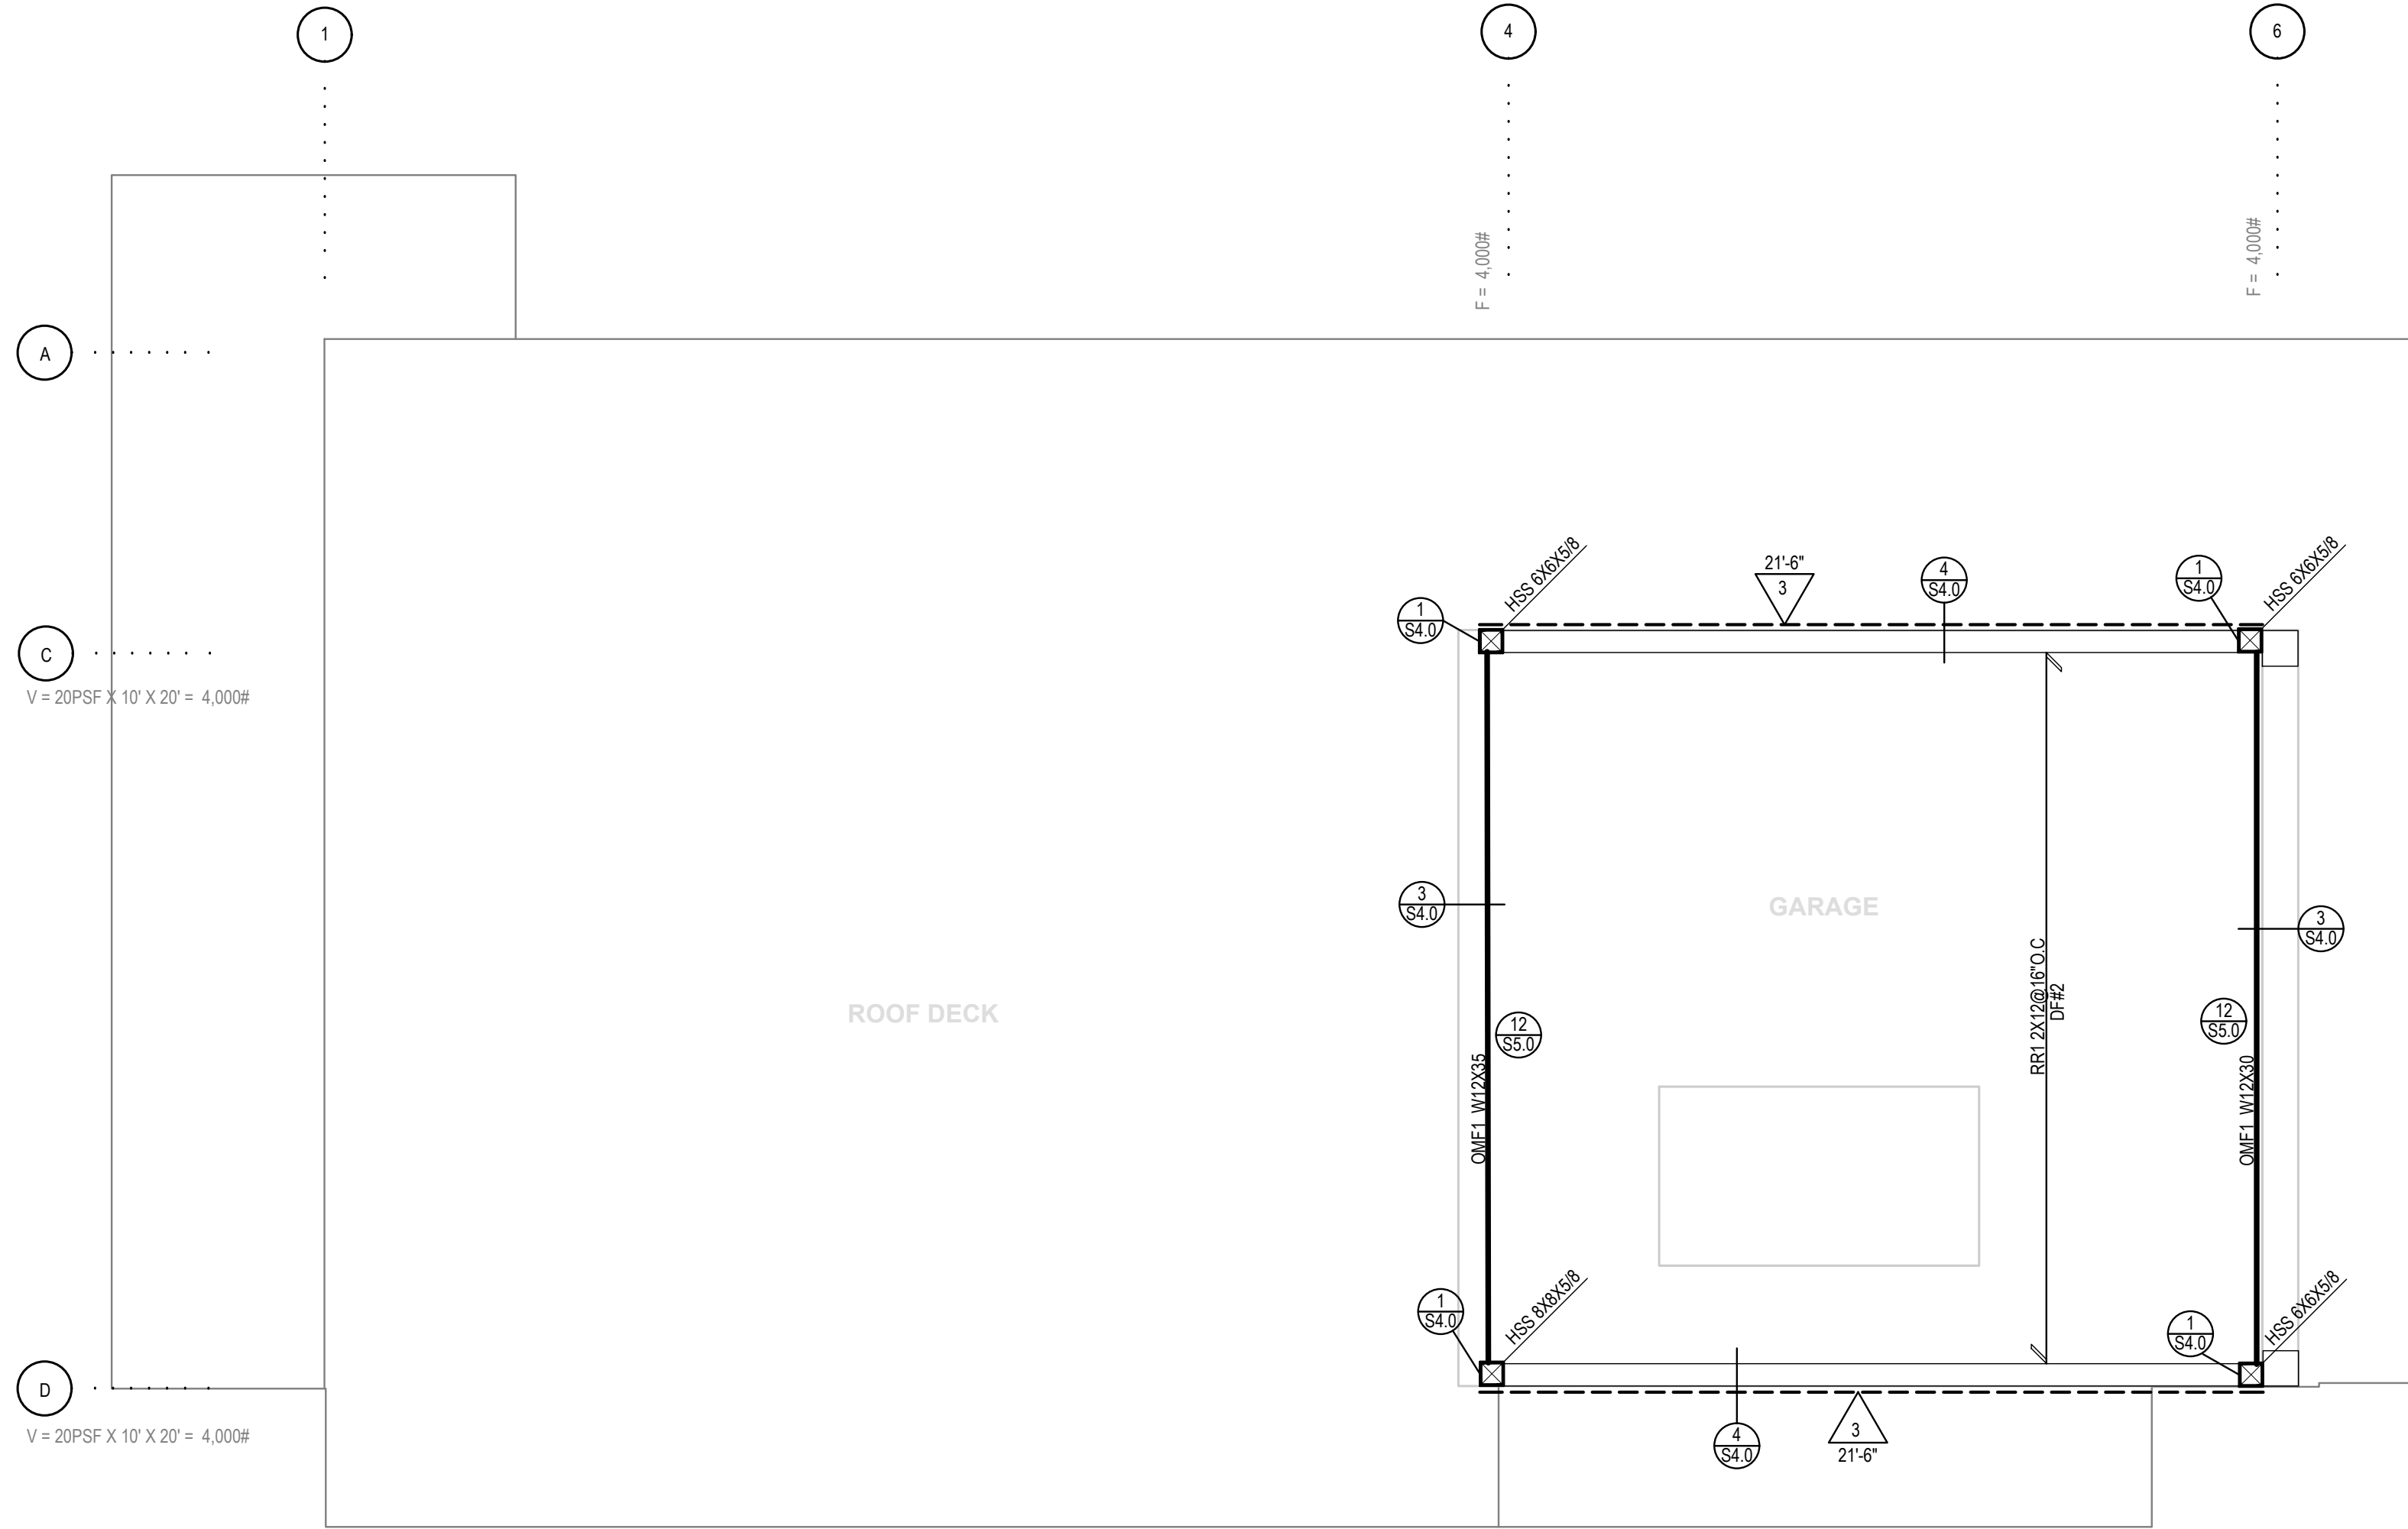 1
4
6
F =  4,000#
F =  4,000#
A
C
V = 20PSF X 10' X 20' =  4,000#
HSS 6X6X5/8
21'-6"
3
4
S4.0
1
S4.0
HSS 6X6X5/8
1
S4.0
3
S4.0
GARAGE
3
S4.0
RR1 2X12@16"O.C
DF#2
ROOF DECK
12
S5.0
12
S5.0
OMF1  W12X35
OMF1  W12X30
1
S4.0
HSS 8X8X5/8
1
S4.0
HSS 6X6X5/8
D
V = 20PSF X 10' X 20' =  4,000#
4
S4.0
3
21'-6"